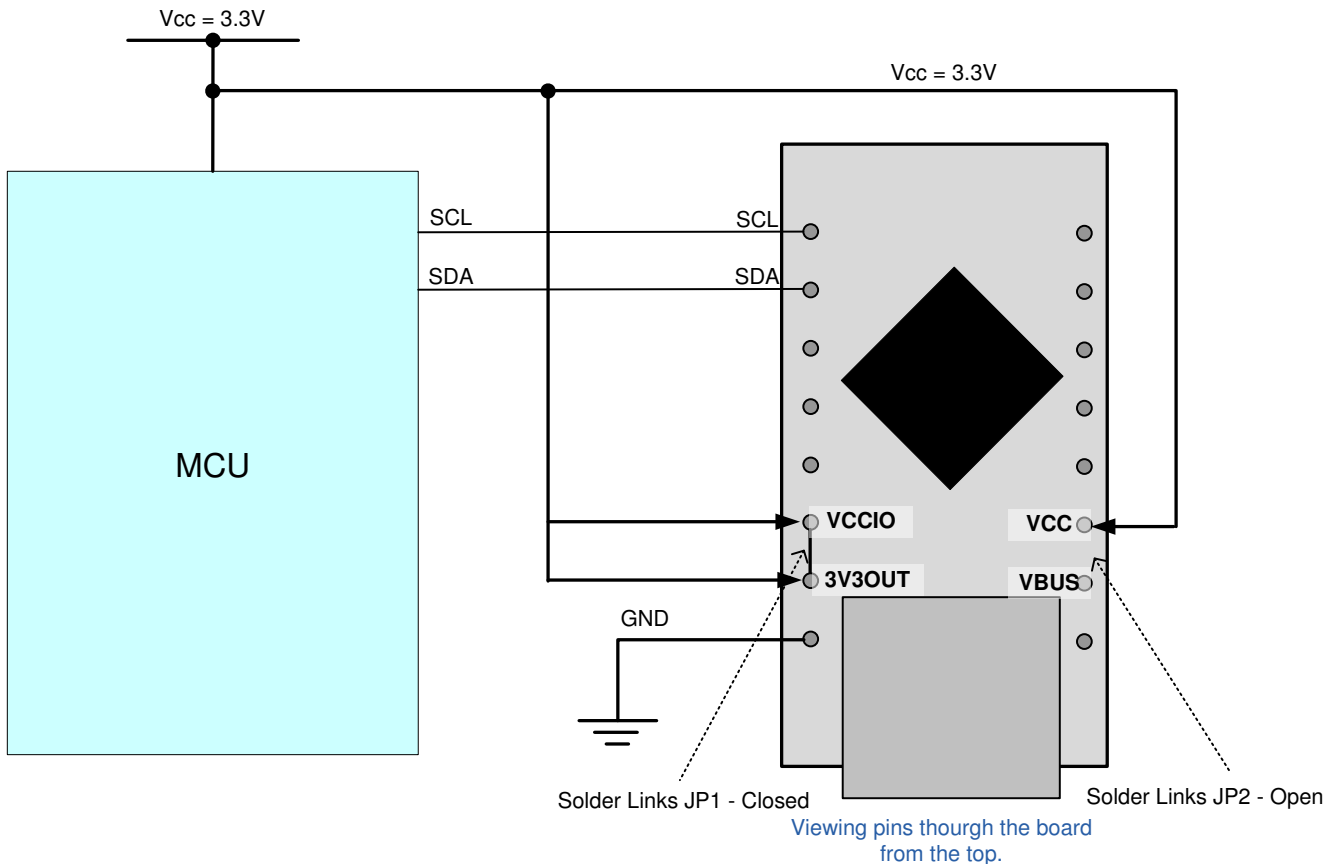 Vcc = 3.3V
Vcc = 3.3V
SCL
SCL
SDA
SDA
MCU
VCCIO
VCC
3V3OUT
VBUS
GND
Solder Links JP1 - Closed
Solder Links JP2 - Open
Viewing pins thourgh the board
from the top.